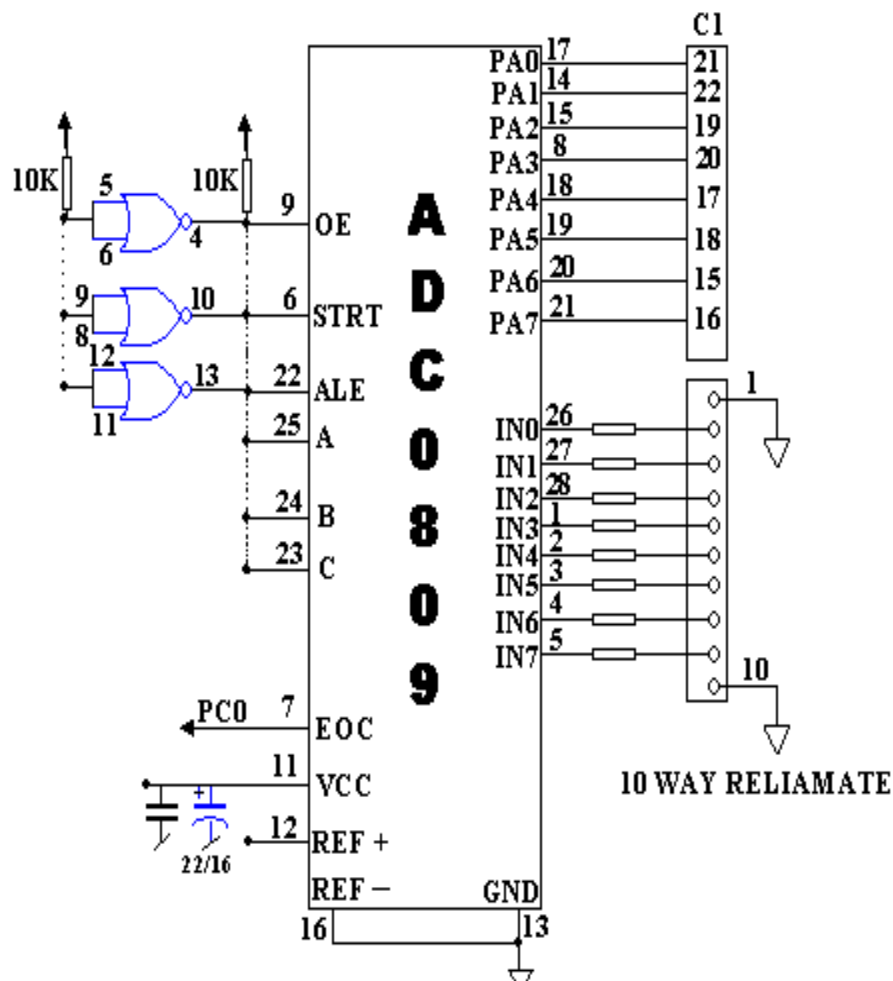 C1
PA0 17 21
PA1 14 22
PA2 15 19
PA3 8 20
PA4 18 17
PA5 19 18
PA6 20 15
PA7 21 16
10K
10K
5
6
4
9 OE
9
8
10
6 STRT
12
11
13
22 ALE
25 A
24 B
23 C
ADC0809
1
IN0 26
IN1 27
IN2 28
IN3 1
IN4 2
IN5 3
IN6 4
IN7 5
10
10 WAY RELIAMATE
PC0 7 EOC
11 VCC
+
22/16
12 REF +
REF −
GND
16
13